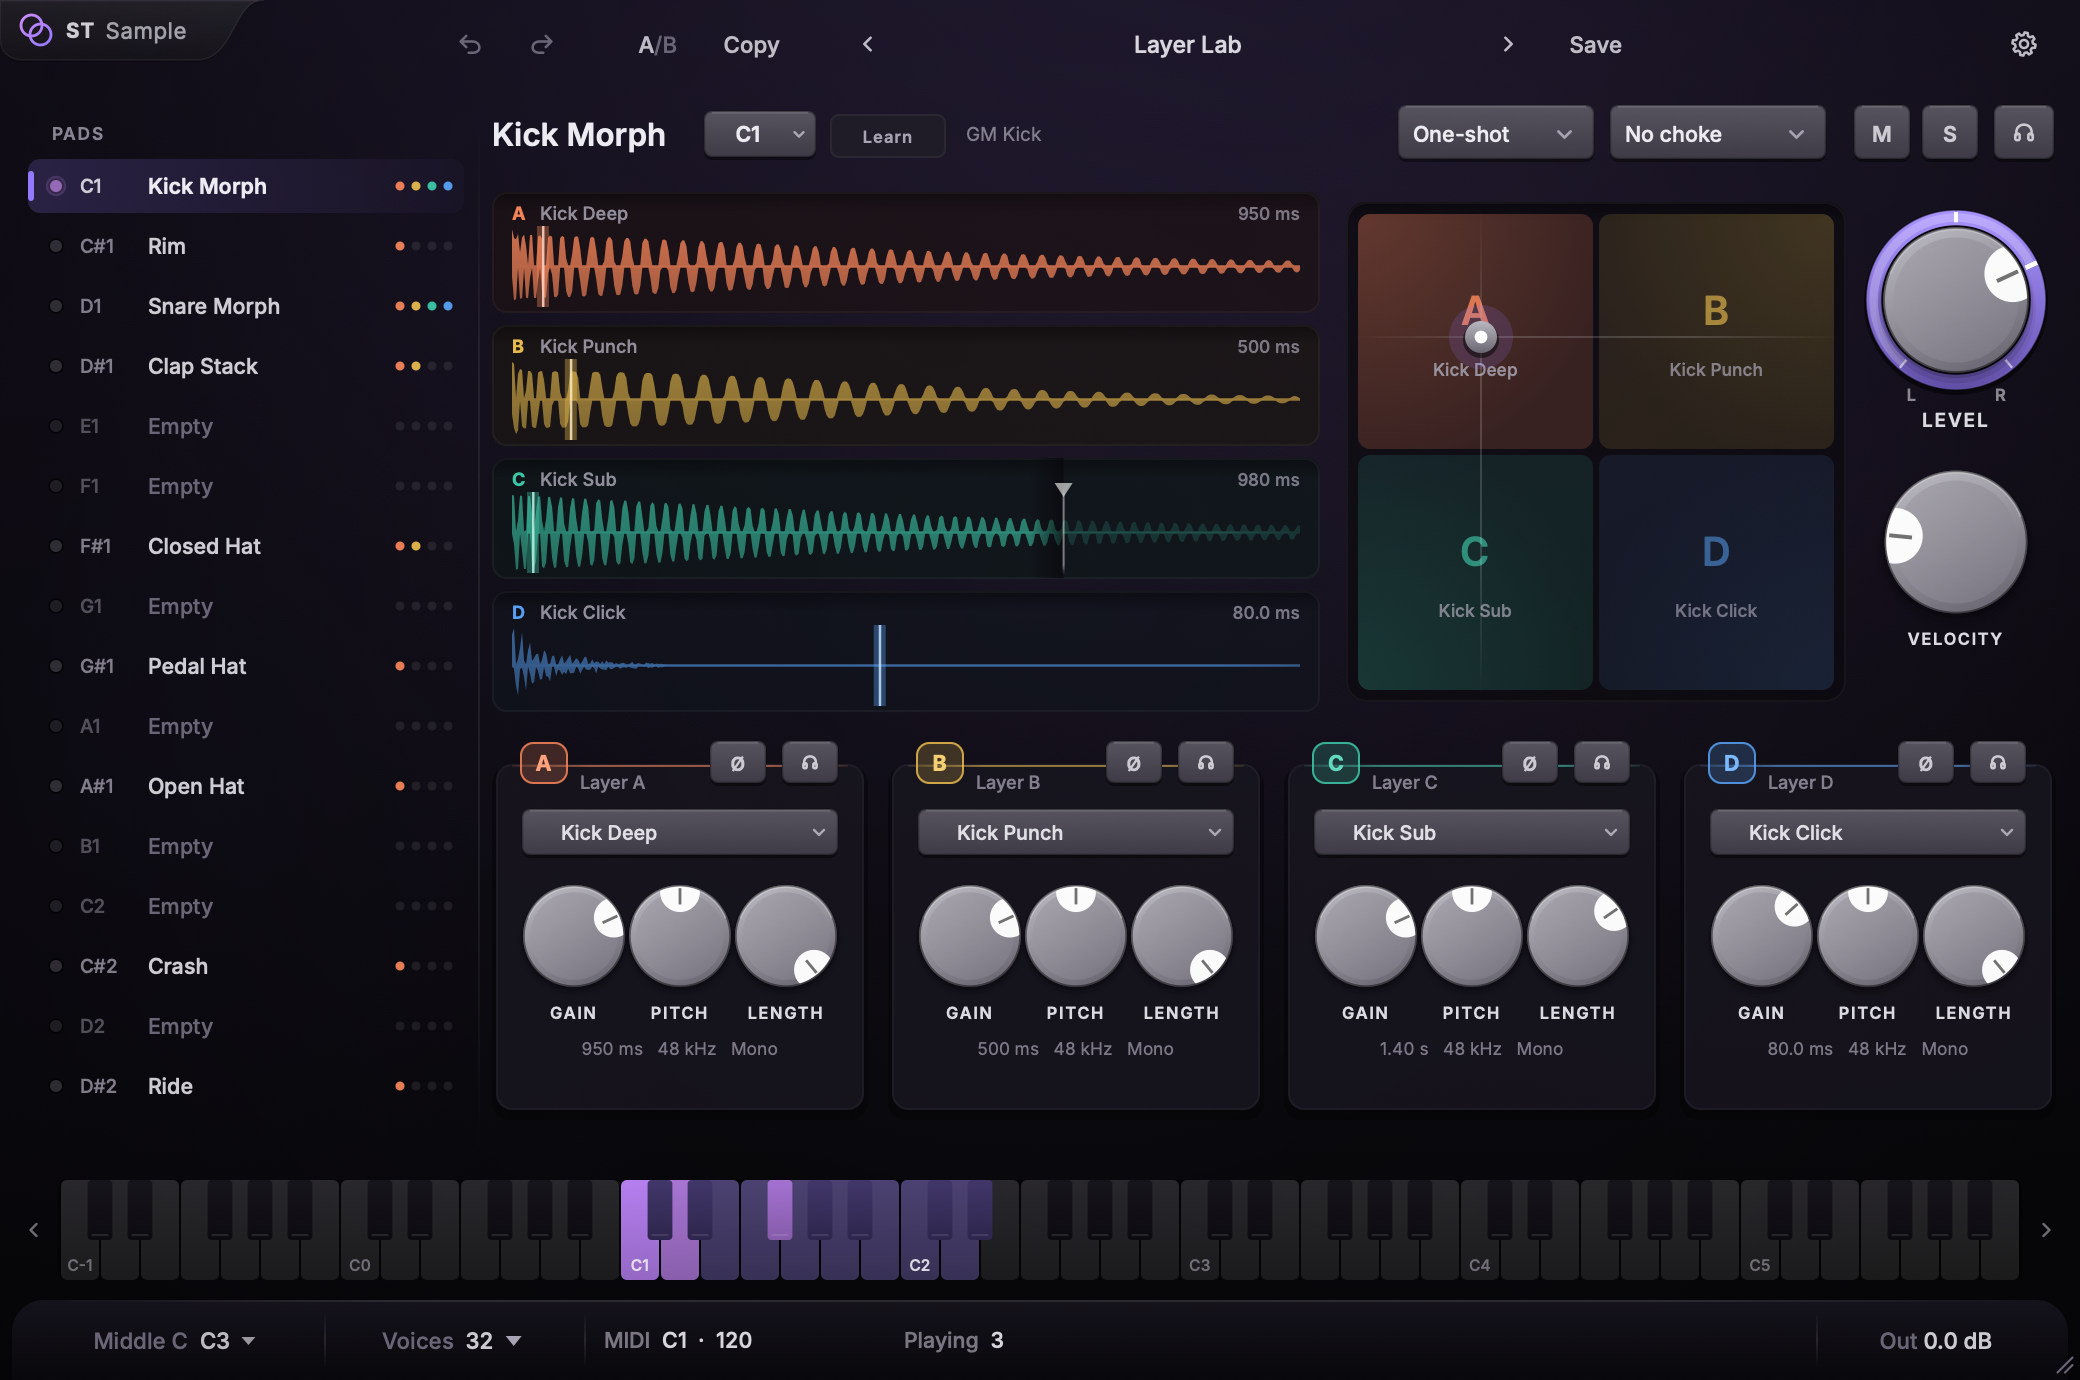 ST Sample
A/B
Copy
Layer Lab
Save
PADS
C1 Kick Morph
C#1 Rim
D1 Snare Morph
D#1 Clap Stack
E1 Empty
F1 Empty
F#1 Closed Hat
G1 Empty
G#1 Pedal Hat
A1 Empty
A#1 Open Hat
B1 Empty
C2 Empty
C#2 Crash
D2 Empty
D#2 Ride
Kick Morph
C1
Learn
GM Kick
One-shot
No choke
M
S
A Kick Deep 950 ms
B Kick Punch 500 ms
C Kick Sub 980 ms
D Kick Click 80.0 ms
A
Kick Deep
B
Kick Punch
C
Kick Sub
D
Kick Click
L R
LEVEL
VELOCITY
A Layer A ø
Kick Deep
GAIN PITCH LENGTH
950 ms 48 kHz Mono
B Layer B ø
Kick Punch
GAIN PITCH LENGTH
500 ms 48 kHz Mono
C Layer C ø
Kick Sub
GAIN PITCH LENGTH
1.40 s 48 kHz Mono
D Layer D ø
Kick Click
GAIN PITCH LENGTH
80.0 ms 48 kHz Mono
C-1 C0 C1 C2 C3 C4 C5
Middle C C3
Voices 32
MIDI C1 · 120
Playing 3
Out 0.0 dB